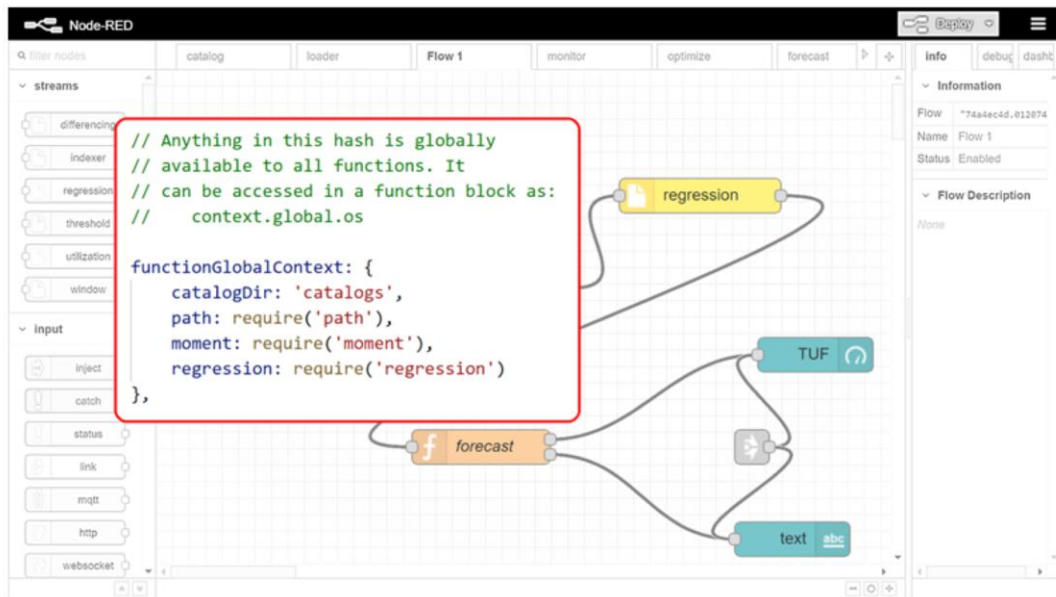 Node-RED
Deploy
filter nodes
catalog
loader
Flow 1
monitor
optimize
forecast
info
debug
dashb
streams
differencing
indexer
regression
threshold
utilization
window
input
inject
catch
status
link
mqtt
http
websocket
// Anything in this hash is globally
// available to all functions. It
// can be accessed in a function block as:
//    context.global.os
functionGlobalContext: {
    catalogDir: 'catalogs',
    path: require('path'),
    moment: require('moment'),
    regression: require('regression')
},
regression
TUF
forecast
text abc
Information
Flow "74a4ec4d.012074
Name Flow 1
Status Enabled
Flow Description
None